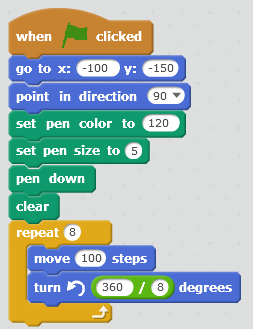 when clicked
go to x: -100 y: -150
point in direction 90
set pen color to 120
set pen size to 5
pen down
clear
repeat 8
move 100 steps
turn 360 / 8 degrees